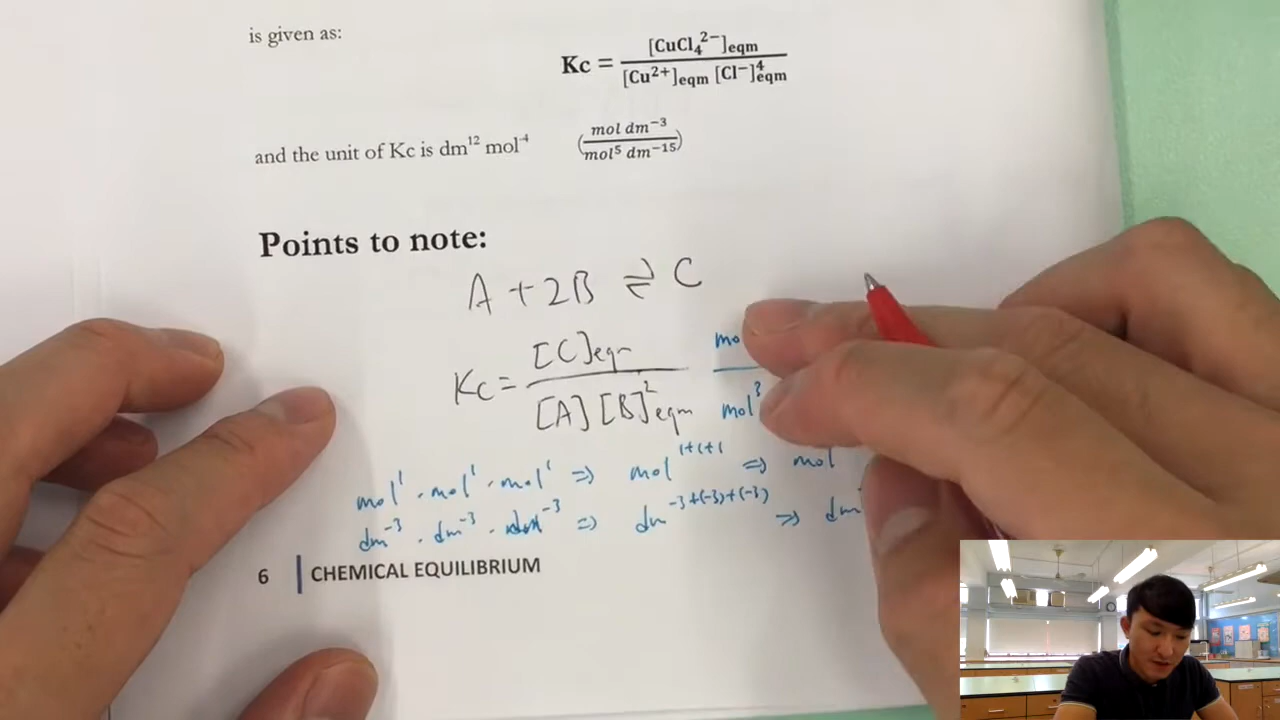 is given as:
Kc = [CuCl₄²⁻]eqm / [Cu²⁺]eqm [Cl⁻]⁴eqm
and the unit of Kc is dm¹² mol⁻⁴ (mol dm⁻³ / mol⁵ dm⁻¹⁵)
Points to note:
A + 2B ⇌ C
Kc = [C]eqm / [A][B]²eqm
mol³
mol¹ · mol¹ · mol¹ ⇒ mol¹⁺¹⁺¹ ⇒ mol
dm⁻³ · dm⁻³ · dm⁻³ ⇒ dm⁻³⁺⁽⁻³⁾⁺⁽⁻³⁾ ⇒ dm
6 | CHEMICAL EQUILIBRIUM